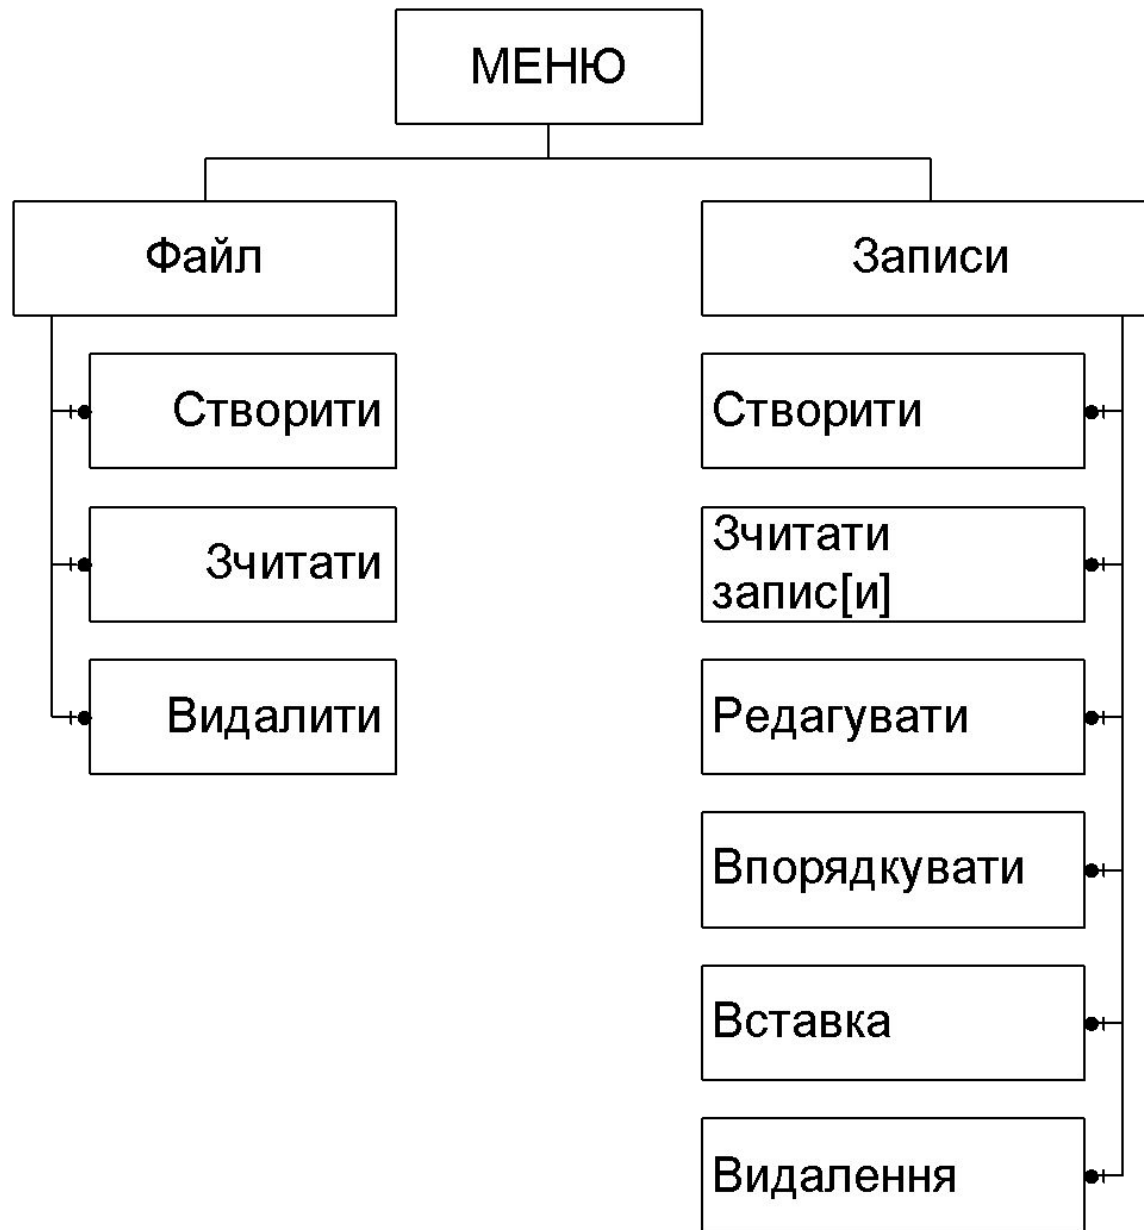 МЕНЮ
Файл
Створити
Зчитати
Видалити
Записи
Створити
Зчитати
запис[и]
Редагувати
Впорядкувати
Вставка
Видалення